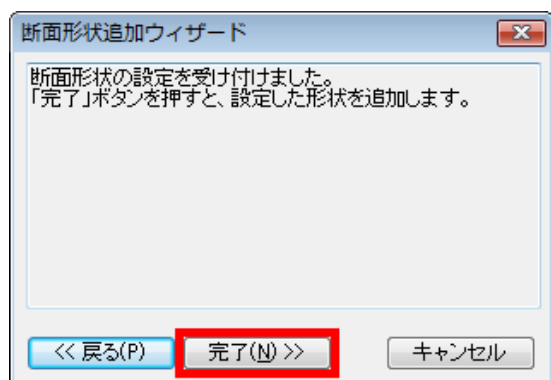 断面形状追加ウィザード
断面形状の設定を受け付けました。
「完了」ボタンを押すと、設定した形状を追加します。
<< 戻る(P)
完了(N) >>
キャンセル